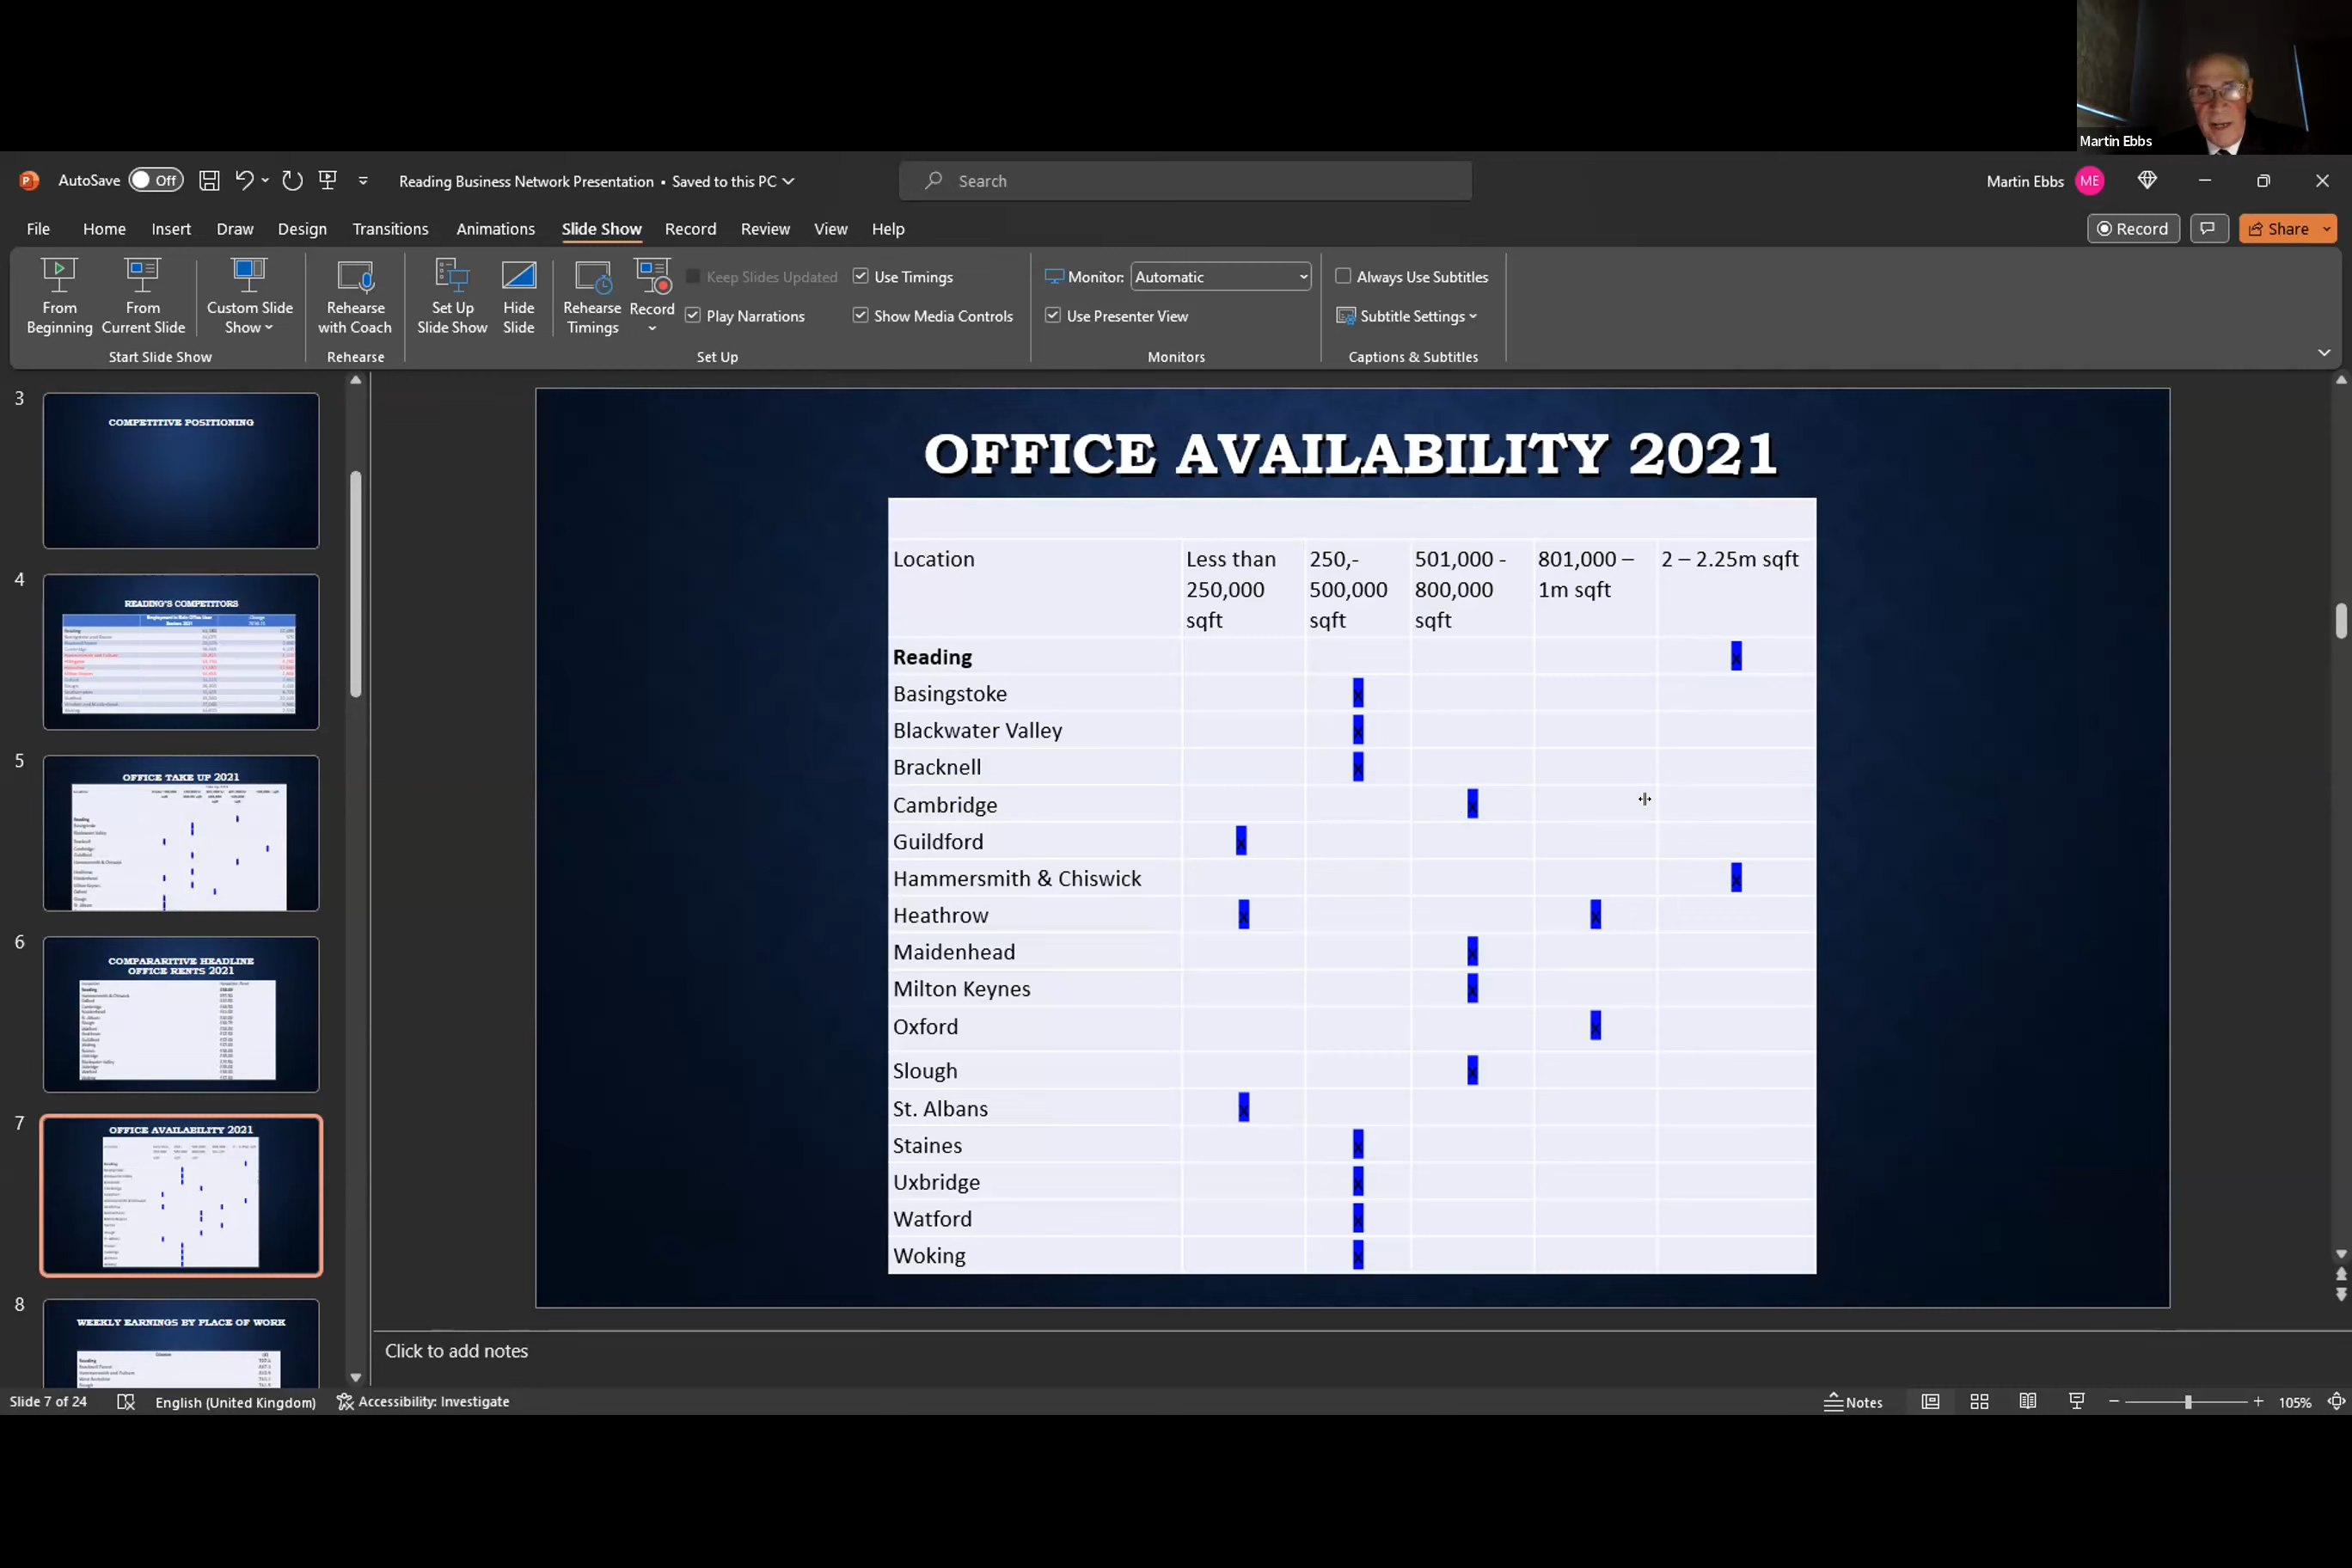 Martin Ebbs
AutoSave Off Reading Business Network Presentation • Saved to this PC Search Martin Ebbs ME
File Home Insert Draw Design Transitions Animations Slide Show Record Review View Help Record Share
From Beginning
From Current Slide
Custom Slide Show
Start Slide Show
Rehearse with Coach
Rehearse
Set Up Slide Show
Hide Slide
Rehearse Timings
Record
Keep Slides Updated
Play Narrations
Use Timings
Show Media Controls
Set Up
Monitor: Automatic
Use Presenter View
Monitors
Always Use Subtitles
Subtitle Settings
Captions & Subtitles
3
COMPETITIVE POSITIONING
4
READING'S COMPETITORS
5
OFFICE TAKE UP 2021
6
COMPARARITIVE HEADLINE
OFFICE RENTS 2021
7
OFFICE AVAILABILITY 2021
8
WEEKLY EARNINGS BY PLACE OF WORK
OFFICE AVAILABILITY 2021
Location Less than 250,000 sqft 250,- 500,000 sqft 501,000 - 800,000 sqft 801,000 – 1m sqft 2 – 2.25m sqft
Reading x
Basingstoke x
Blackwater Valley x
Bracknell x
Cambridge x
Guildford x
Hammersmith & Chiswick x
Heathrow x x
Maidenhead x
Milton Keynes x
Oxford x
Slough x
St. Albans x
Staines x
Uxbridge x
Watford x
Woking x
Click to add notes
Slide 7 of 24 English (United Kingdom) Accessibility: Investigate Notes 105%